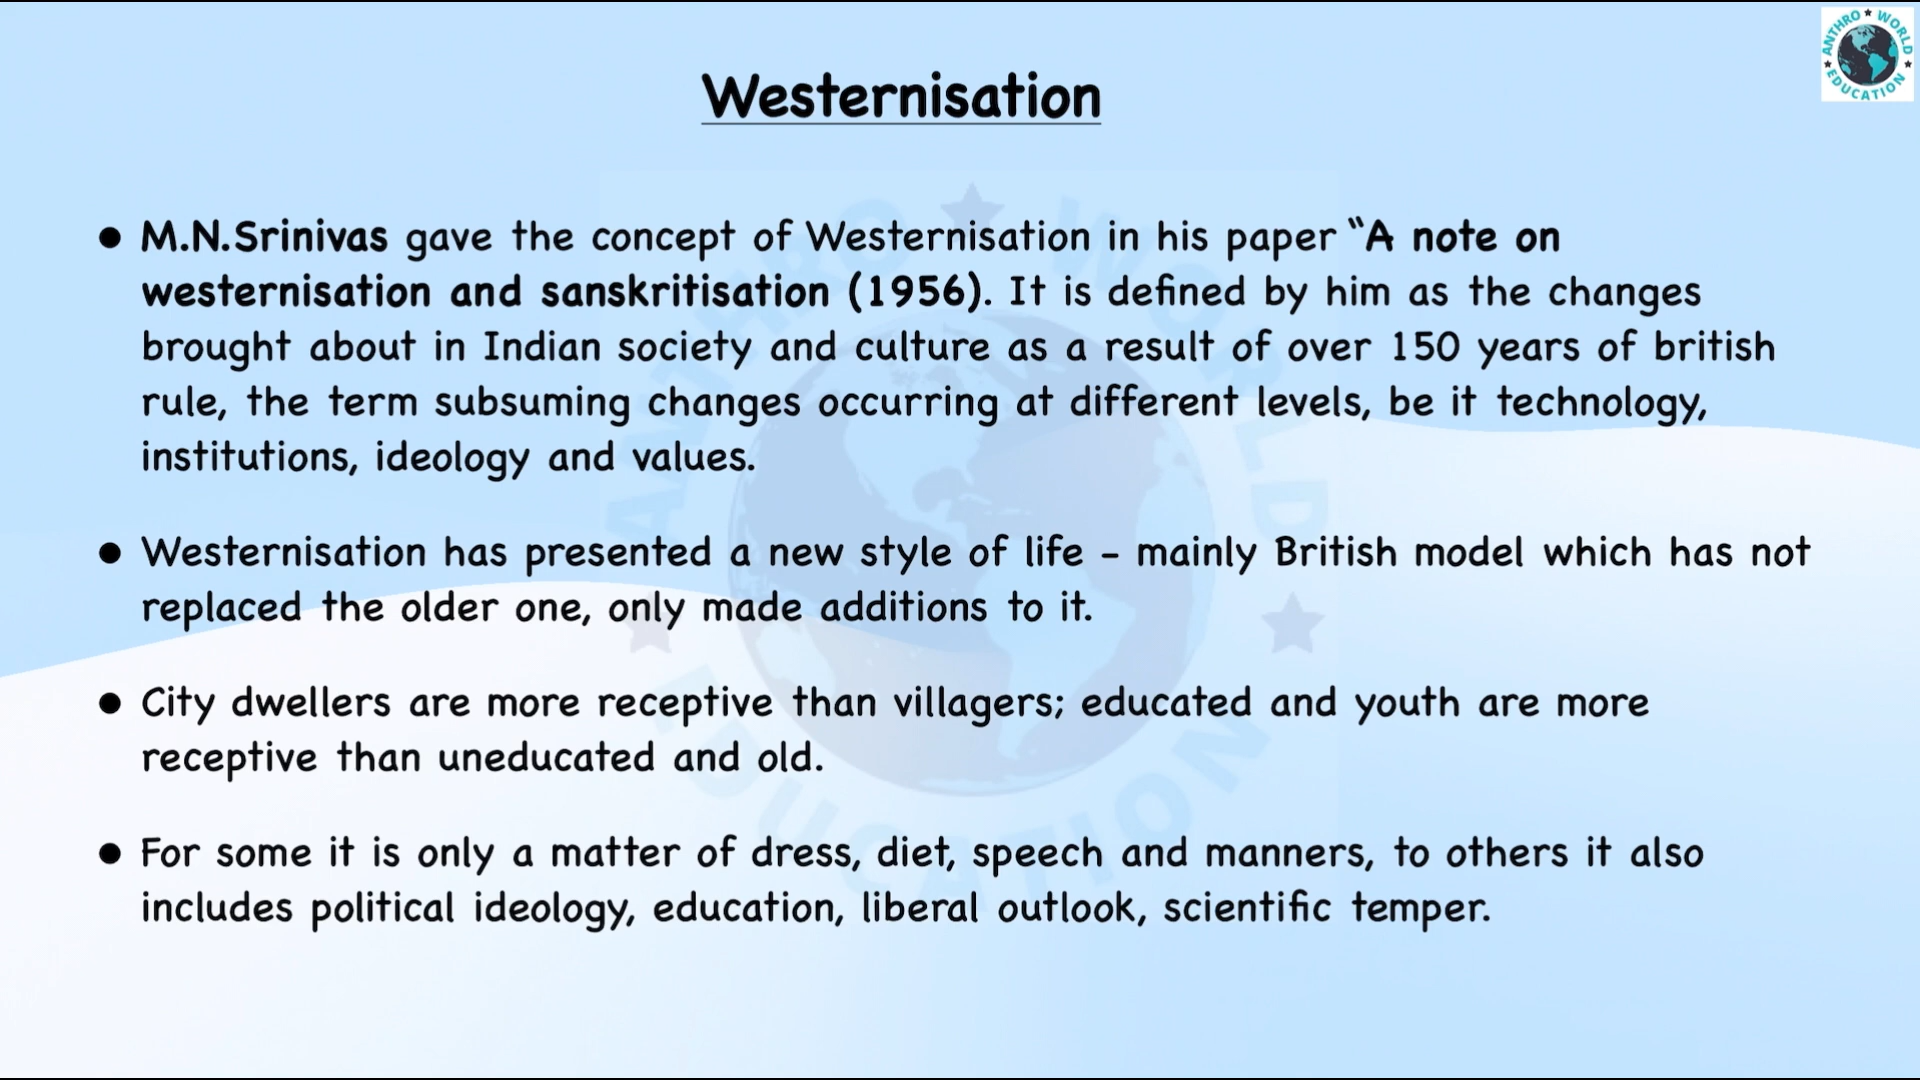 ANTHRO WORLD
EDUCATION
Westernisation
● M.N.Srinivas gave the concept of Westernisation in his paper “A note on
westernisation and sanskritisation (1956). It is defined by him as the changes
brought about in Indian society and culture as a result of over 150 years of british
rule, the term subsuming changes occurring at different levels, be it technology,
institutions, ideology and values.
● Westernisation has presented a new style of life – mainly British model which has not
replaced the older one, only made additions to it.
● City dwellers are more receptive than villagers; educated and youth are more
receptive than uneducated and old.
● For some it is only a matter of dress, diet, speech and manners, to others it also
includes political ideology, education, liberal outlook, scientific temper.
ANTHRO WORLD
EDUCATION